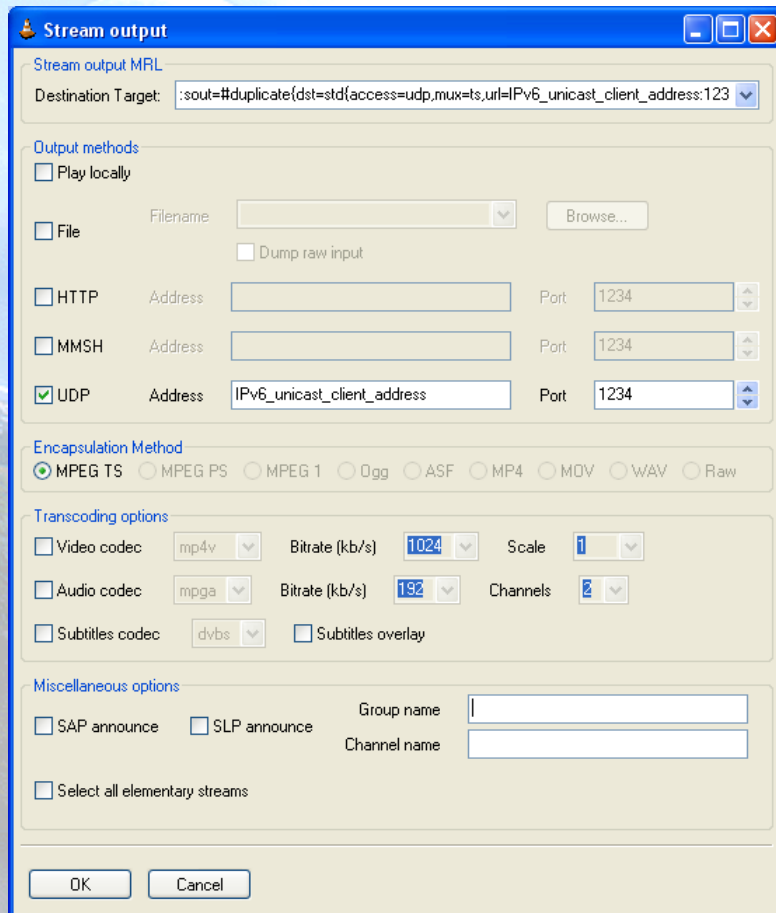 Stream output
Stream output MRL
Destination Target: :sout=#duplicate{dst=std{access=udp,mux=ts,url=IPv6_unicast_client_address:123
Output methods
Play locally
File Filename Browse...
Dump raw input
HTTP Address Port 1234
MMSH Address Port 1234
UDP Address IPv6_unicast_client_address Port 1234
Encapsulation Method
MPEG TS MPEG PS MPEG 1 Ogg ASF MP4 MOV WAV Raw
Transcoding options
Video codec mp4v Bitrate (kb/s) 1024 Scale 1
Audio codec mpga Bitrate (kb/s) 192 Channels 2
Subtitles codec dvbs Subtitles overlay
Miscellaneous options
Group name
SAP announce SLP announce
Channel name
Select all elementary streams
OK Cancel